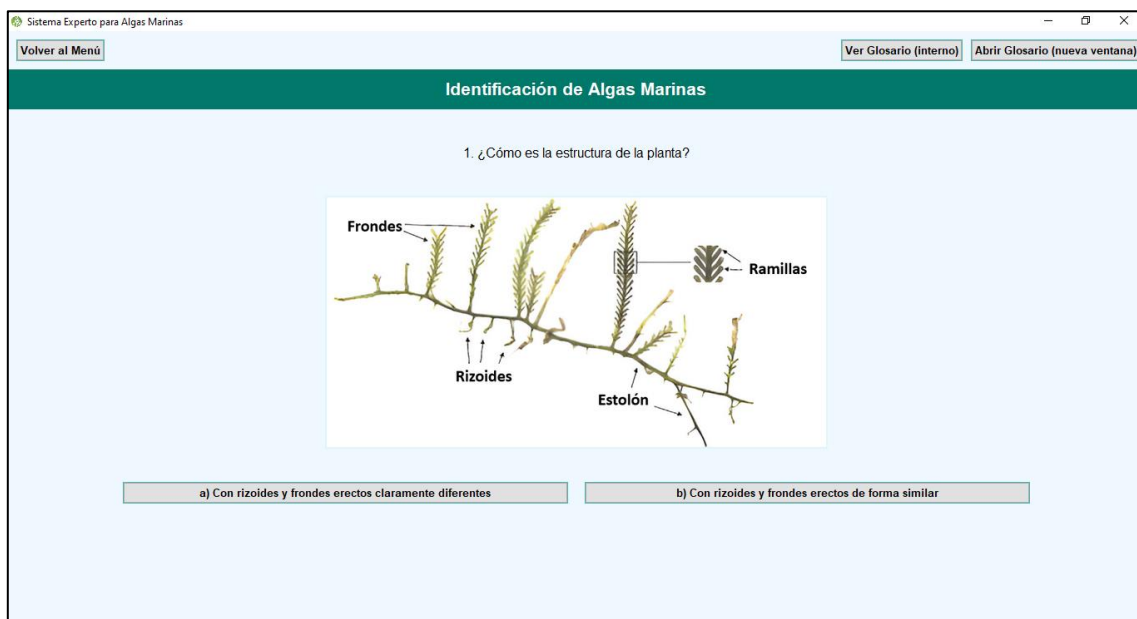 Sistema Experto para Algas Marinas
Volver al Menú
Ver Glosario (interno)
Abrir Glosario (nueva ventana)
Identificación de Algas Marinas
1. ¿Cómo es la estructura de la planta?
Frondes
Ramillas
Rizoides
Estolón
a) Con rizoides y frondes erectos claramente diferentes
b) Con rizoides y frondes erectos de forma similar